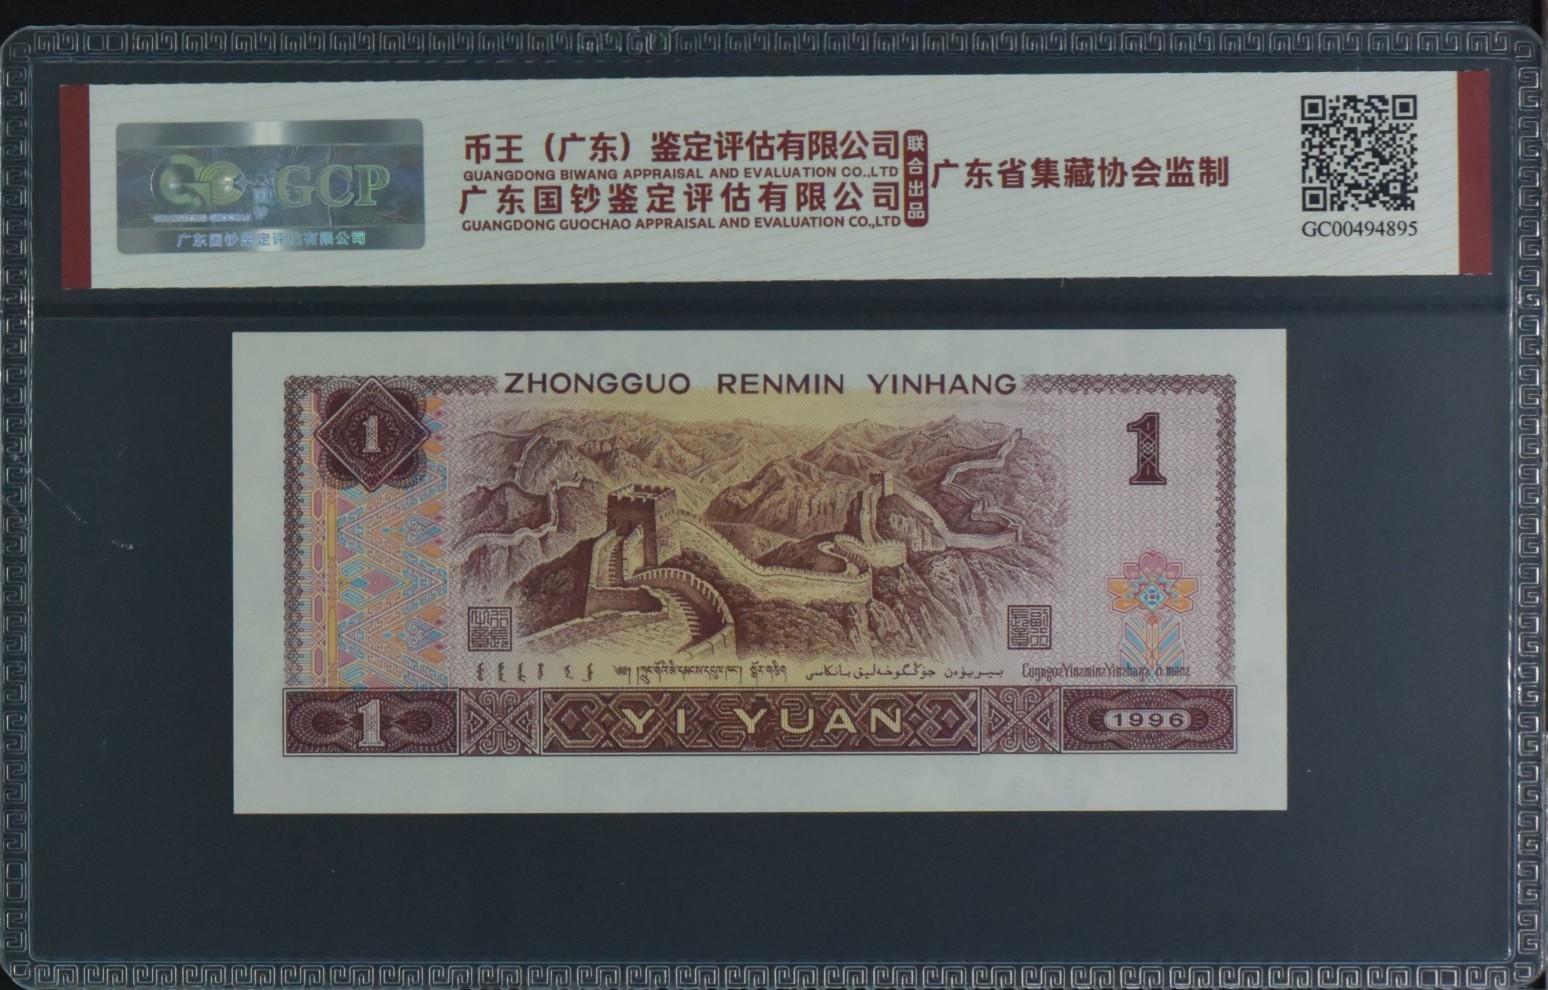 GCP
广东国钞鉴定评估有限公司
币王（广东）鉴定评估有限公司
GUANGDONG BIWANG APPRAISAL AND EVALUATION CO.,LTD
广东国钞鉴定评估有限公司
GUANGDONG GUOCHAO APPRAISAL AND EVALUATION CO.,LTD
联合出品
广东省集藏协会监制
GC00494895
ZHONGGUO RENMIN YINHANG
1
1
CungngozYinzminzYinzhangz It manz
1
YI YUAN
1996